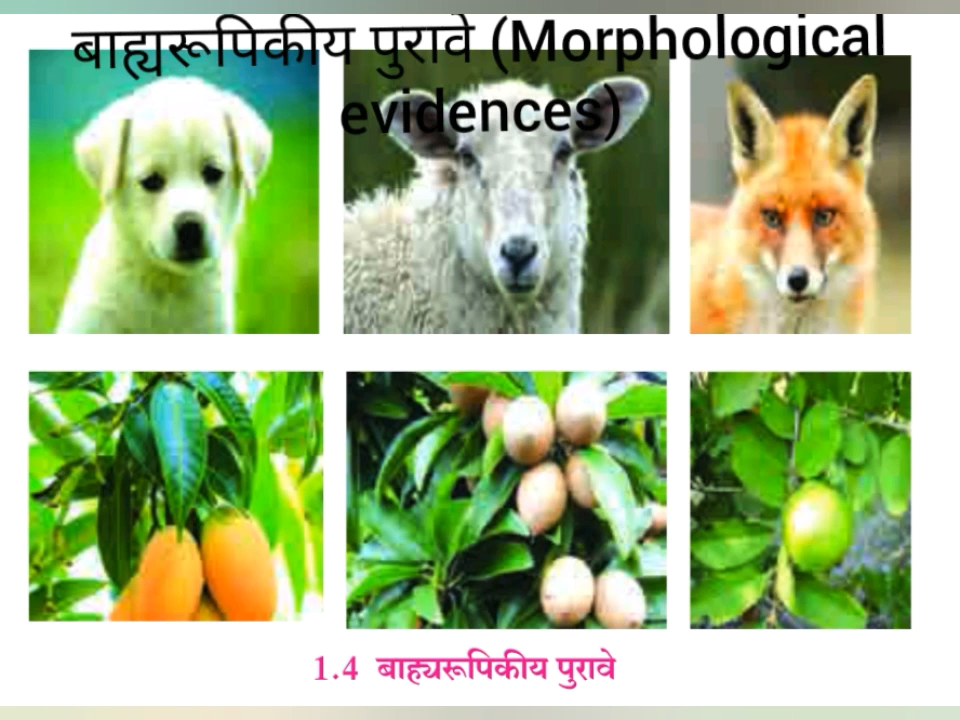 बाह्यरूपिकीय पुरावे (Morphological
evidences)
1.4 बाह्यरूपिकीय पुरावे